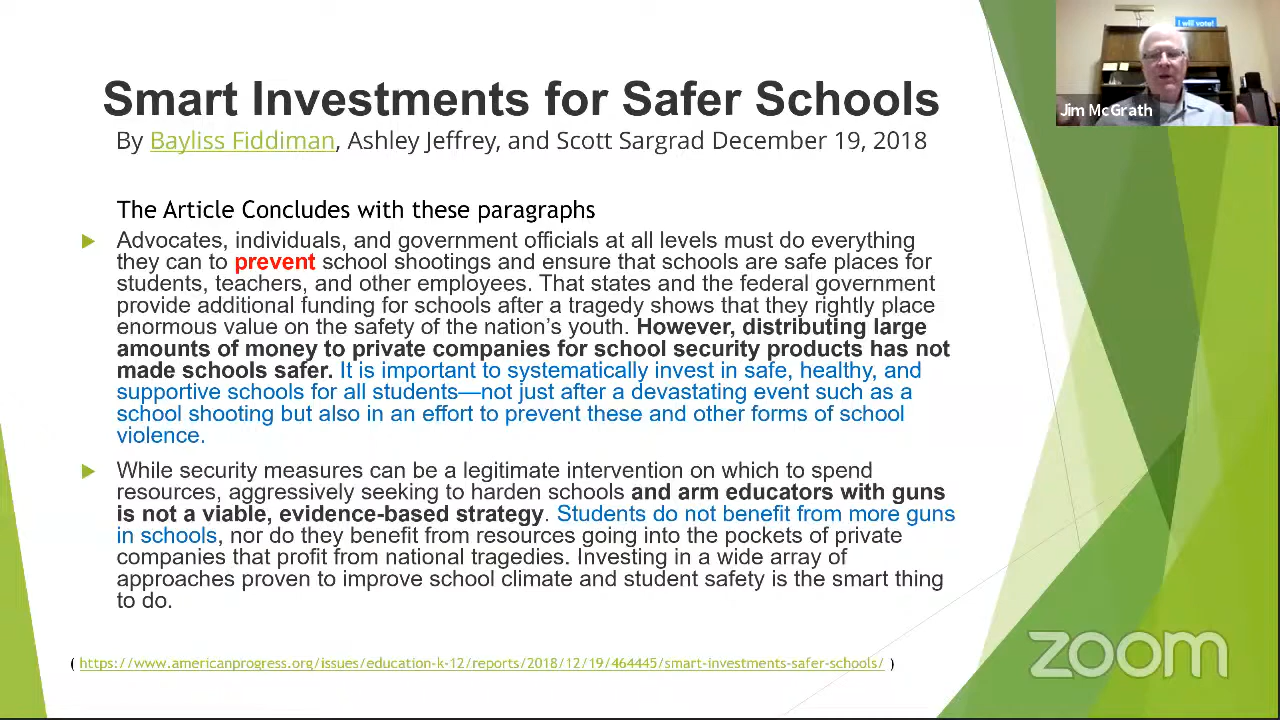 I will vote!
Jim McGrath
Smart Investments for Safer Schools
By Bayliss Fiddiman, Ashley Jeffrey, and Scott Sargrad December 19, 2018
The Article Concludes with these paragraphs
Advocates, individuals, and government officials at all levels must do everything
they can to prevent school shootings and ensure that schools are safe places for
students, teachers, and other employees. That states and the federal government
provide additional funding for schools after a tragedy shows that they rightly place
enormous value on the safety of the nation’s youth. However, distributing large
amounts of money to private companies for school security products has not
made schools safer. It is important to systematically invest in safe, healthy, and
supportive schools for all students—not just after a devastating event such as a
school shooting but also in an effort to prevent these and other forms of school
violence.
While security measures can be a legitimate intervention on which to spend
resources, aggressively seeking to harden schools and arm educators with guns
is not a viable, evidence-based strategy. Students do not benefit from more guns
in schools, nor do they benefit from resources going into the pockets of private
companies that profit from national tragedies. Investing in a wide array of
approaches proven to improve school climate and student safety is the smart thing
to do.
( https://www.americanprogress.org/issues/education-k-12/reports/2018/12/19/464445/smart-investments-safer-schools/ )
zoom